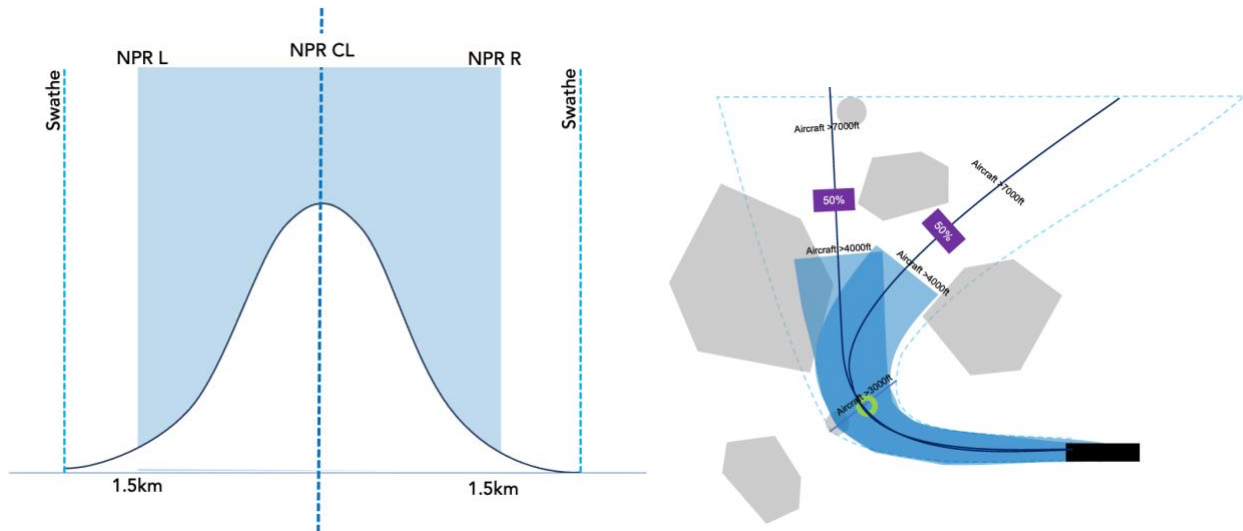 NPR L
NPR CL
NPR R
Swathe
Swathe
1.5km
1.5km
Aircraft >7000ft
Aircraft >7000ft
50%
50%
Aircraft >4000ft
Aircraft >4000ft
Aircraft >3000ft